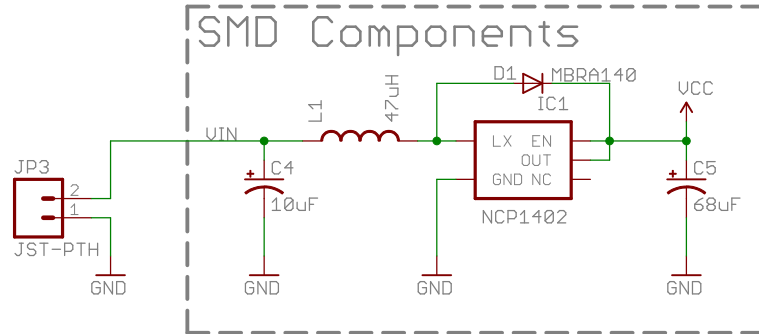 SMD Components
D1
MBRA140
IC1
VCC
L1
47uH
VIN
LX EN
OUT
GND NC
NCP1402
C4
10uF
C5
68uF
JP3
2
1
JST-PTH
GND
GND
GND
GND